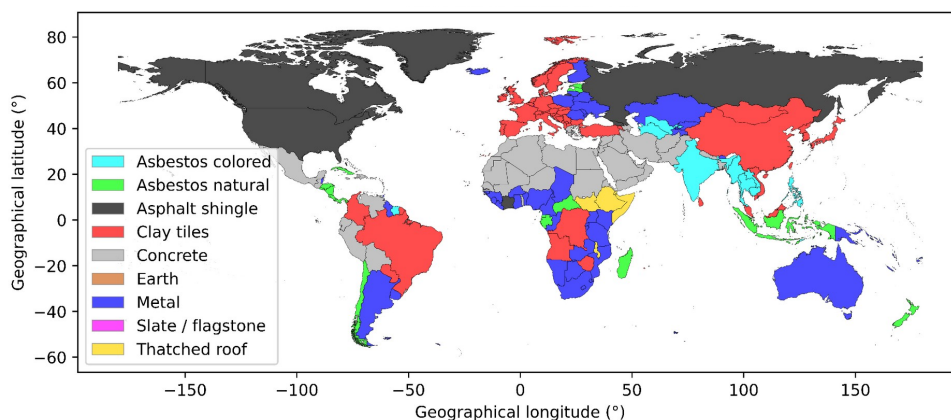 80
60
40
20
0
−20
−40
−60
Geographical latitude (°)
Asbestos colored
Asbestos natural
Asphalt shingle
Clay tiles
Concrete
Earth
Metal
Slate / flagstone
Thatched roof
−150 −100 −50 0 50 100 150
Geographical longitude (°)